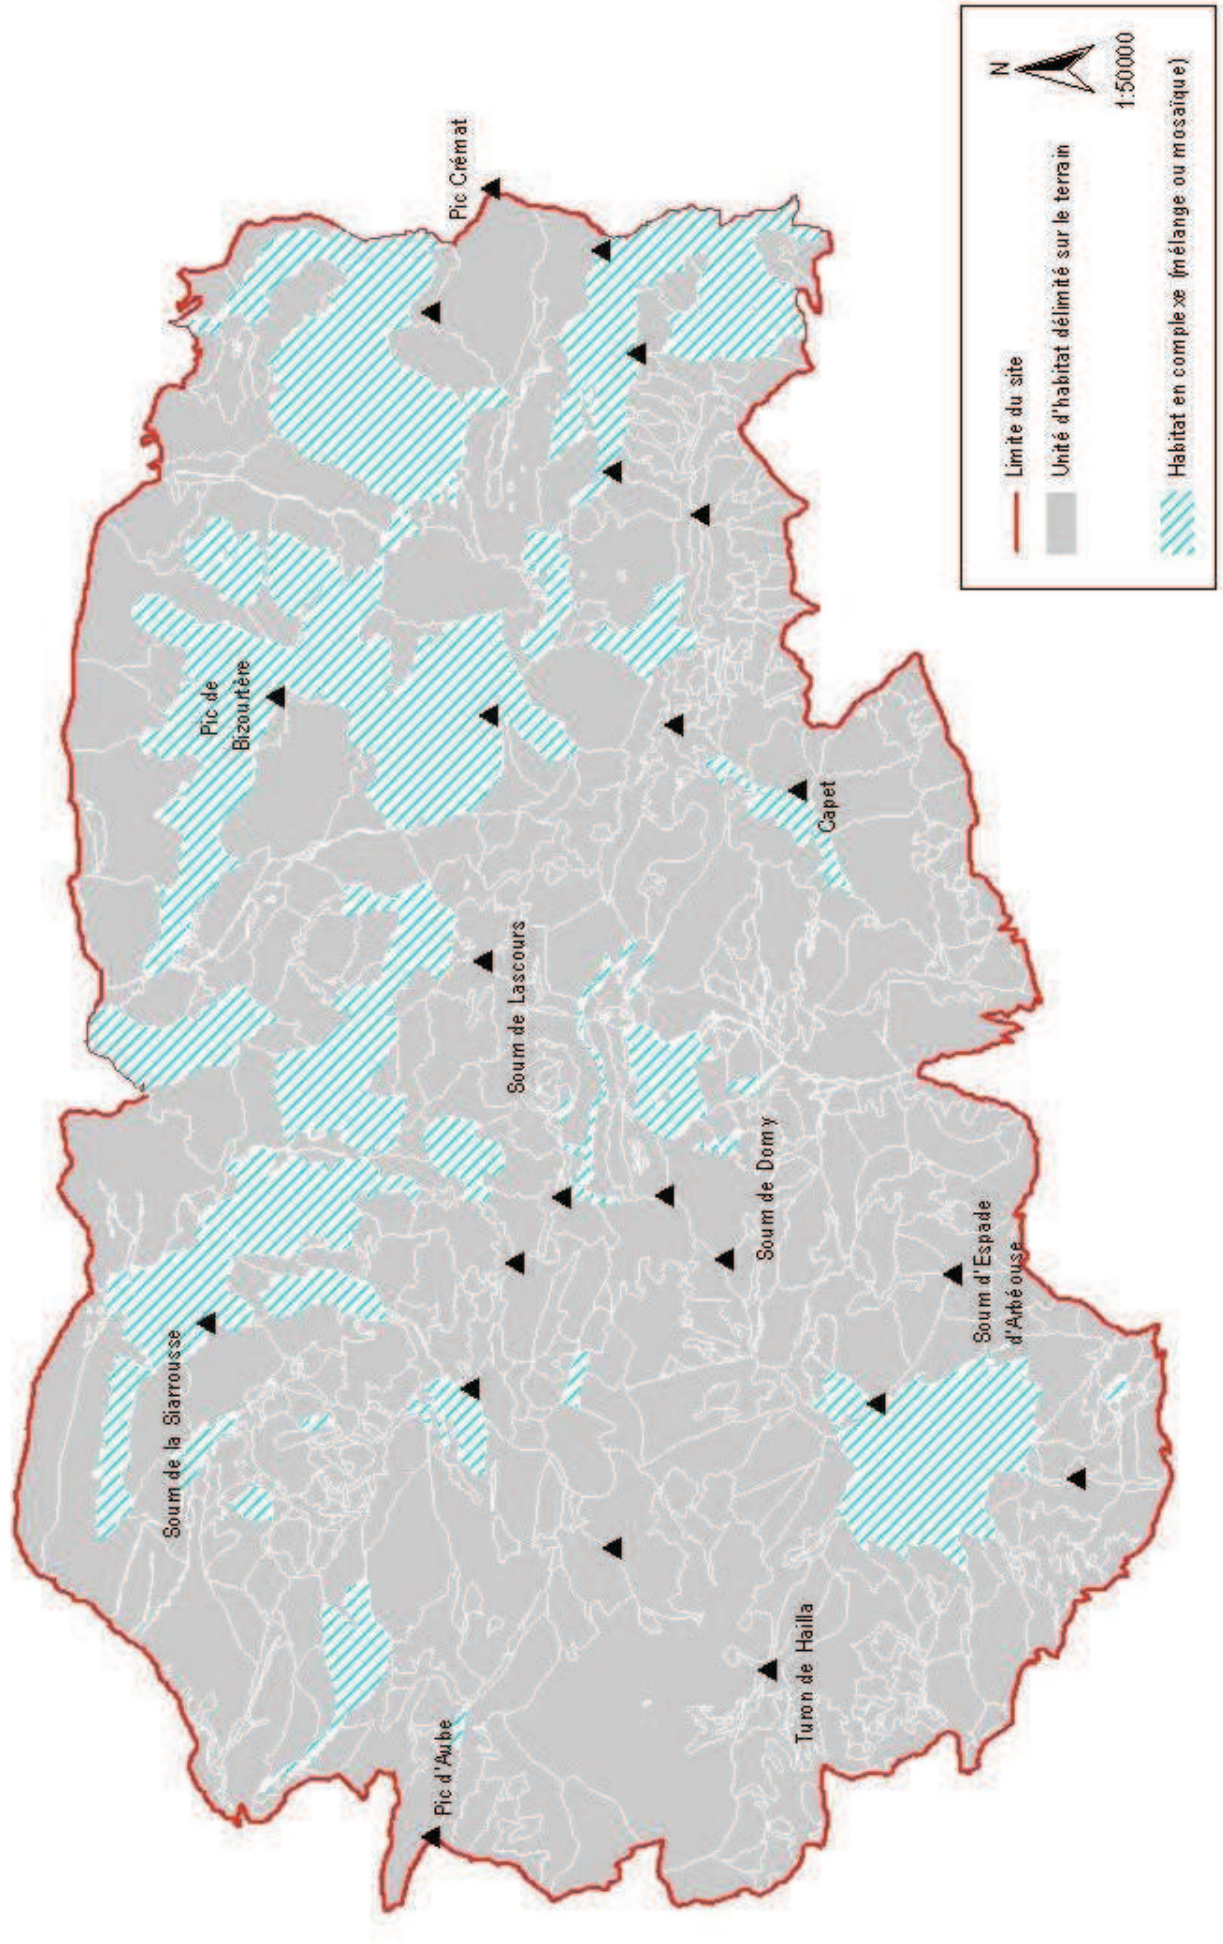 Pic Crémat
Pic de
Bizourtère
Capet
Soum de Lascours
Soum de Domy
Soum d'Espade
d'Arbéouse
Soum de la Siarrousse
Turon de Hailla
Pic d'Aube
N
1:50000
Limite du site
Unité d'habitat délimité sur le terrain
Habitat en complexe (mélange ou mosaïque)